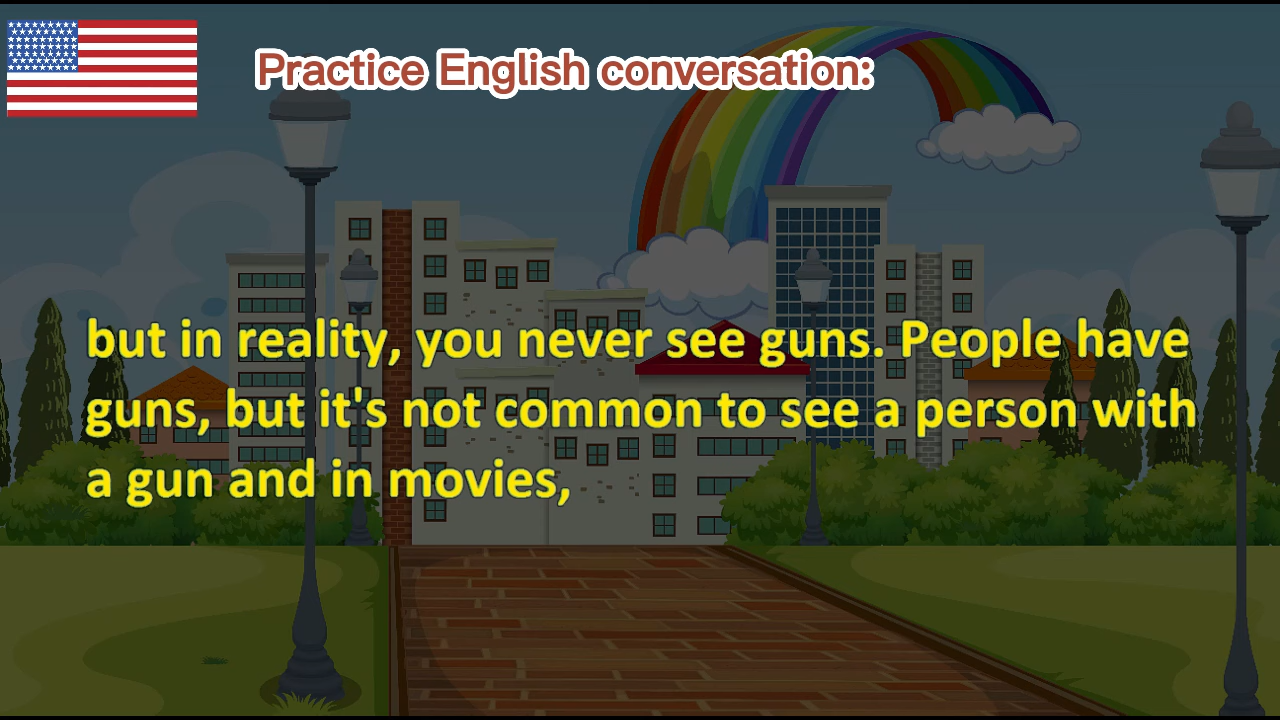 Practice English conversation:
but in reality, you never see guns. People have
guns, but it's not common to see a person with
a gun and in movies,